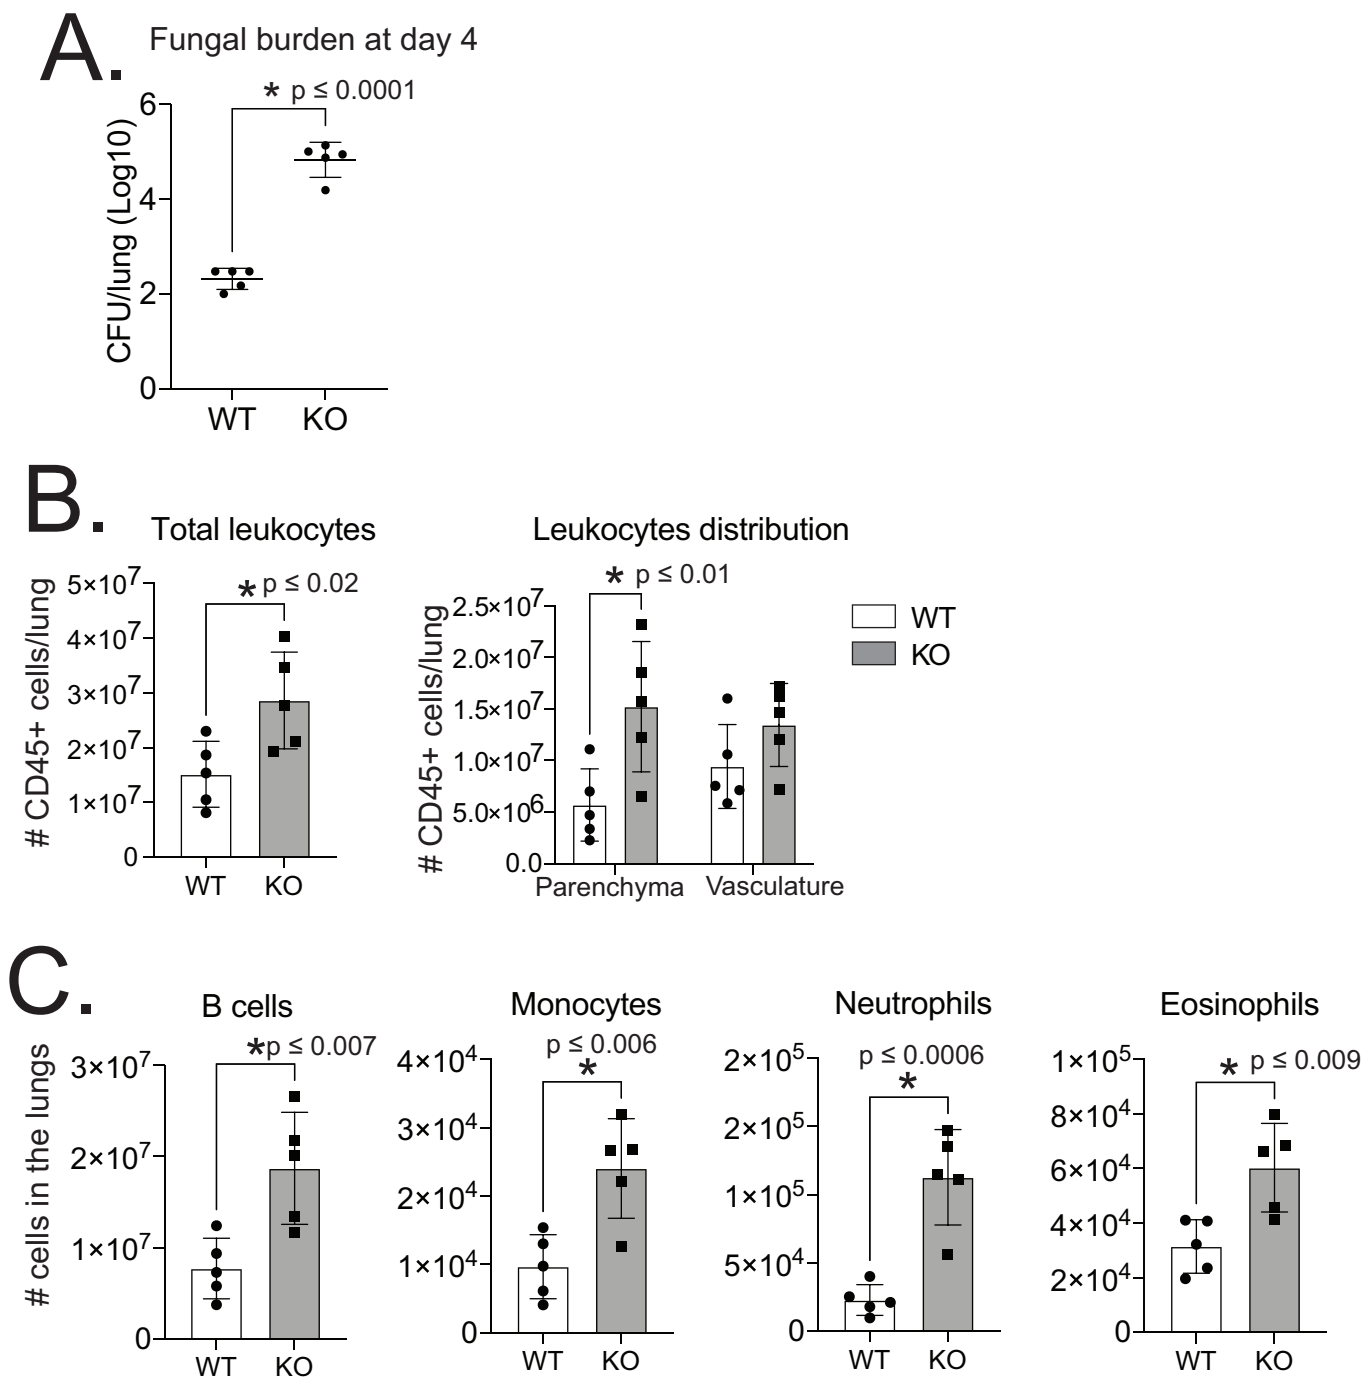 A.
Fungal burden at day 4
* p ≤ 0.0001
CFU/lung (Log10)
6
4
2
0
WT
KO
B.
Total leukocytes
* p ≤ 0.02
# CD45+ cells/lung
5×10⁷
4×10⁷
3×10⁷
2×10⁷
1×10⁷
0
WT
KO
Leukocytes distribution
* p ≤ 0.01
# CD45+ cells/lung
2.5×10⁷
2.0×10⁷
1.5×10⁷
1.0×10⁷
5.0×10⁶
0.0
Parenchyma
Vasculature
WT
KO
C.
B cells
*p ≤ 0.007
# cells in the lungs
3×10⁷
2×10⁷
1×10⁷
0
WT
KO
Monocytes
p ≤ 0.006
*
4×10⁴
3×10⁴
2×10⁴
1×10⁴
0
WT
KO
Neutrophils
p ≤ 0.0006
*
2×10⁵
2×10⁵
1×10⁵
5×10⁴
0
WT
KO
Eosinophils
* p ≤ 0.009
1×10⁵
8×10⁴
6×10⁴
4×10⁴
2×10⁴
0
WT
KO